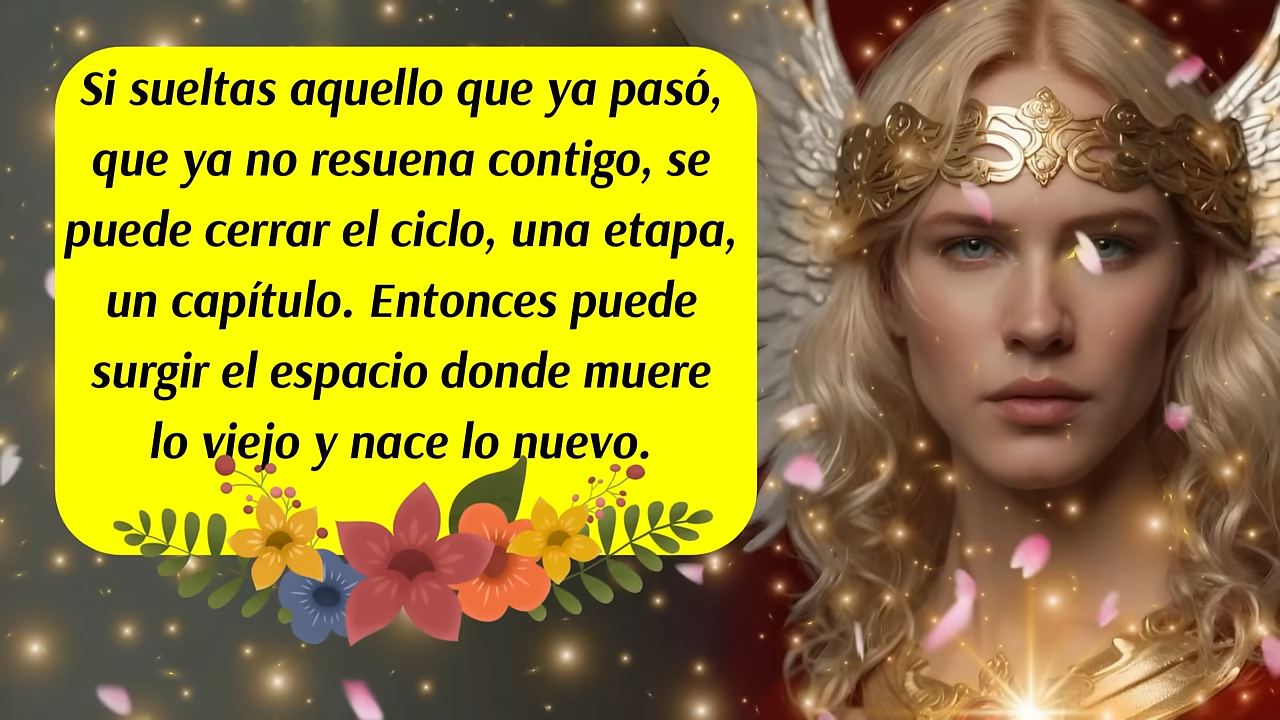 Si sueltas aquello que ya pasó,
que ya no resuena contigo, se
puede cerrar el ciclo, una etapa,
un capítulo. Entonces puede
surgir el espacio donde muere
lo viejo y nace lo nuevo.